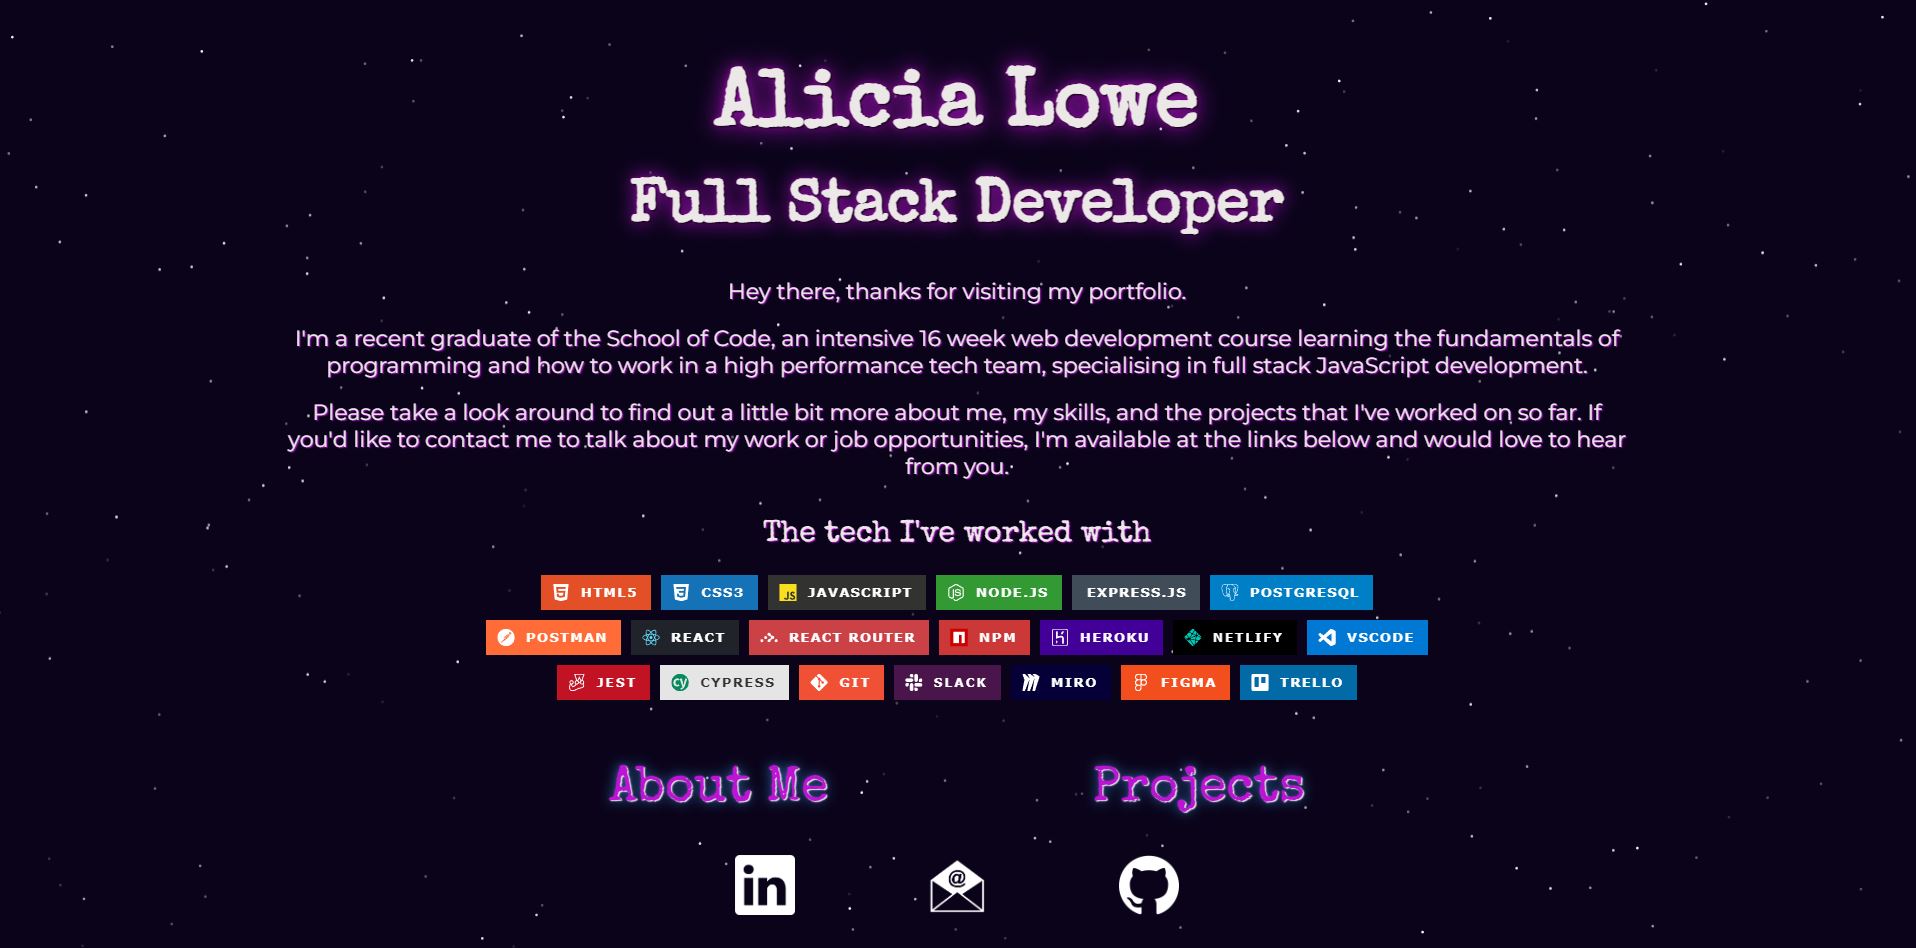 Alicia Lowe
Full Stack Developer
Hey there, thanks for visiting my portfolio.
I'm a recent graduate of the School of Code, an intensive 16 week web development course learning the fundamentals of
programming and how to work in a high performance tech team, specialising in full stack JavaScript development.
Please take a look around to find out a little bit more about me, my skills, and the projects that I've worked on so far. If
you'd like to contact me to talk about my work or job opportunities, I'm available at the links below and would love to hear
from you.
The tech I've worked with
HTML5 CSS3 JS JAVASCRIPT NODE.JS EXPRESS.JS POSTGRESQL
POSTMAN REACT REACT ROUTER NPM HEROKU NETLIFY VSCODE
JEST cy CYPRESS GIT SLACK MIRO FIGMA TRELLO
About Me Projects
in @